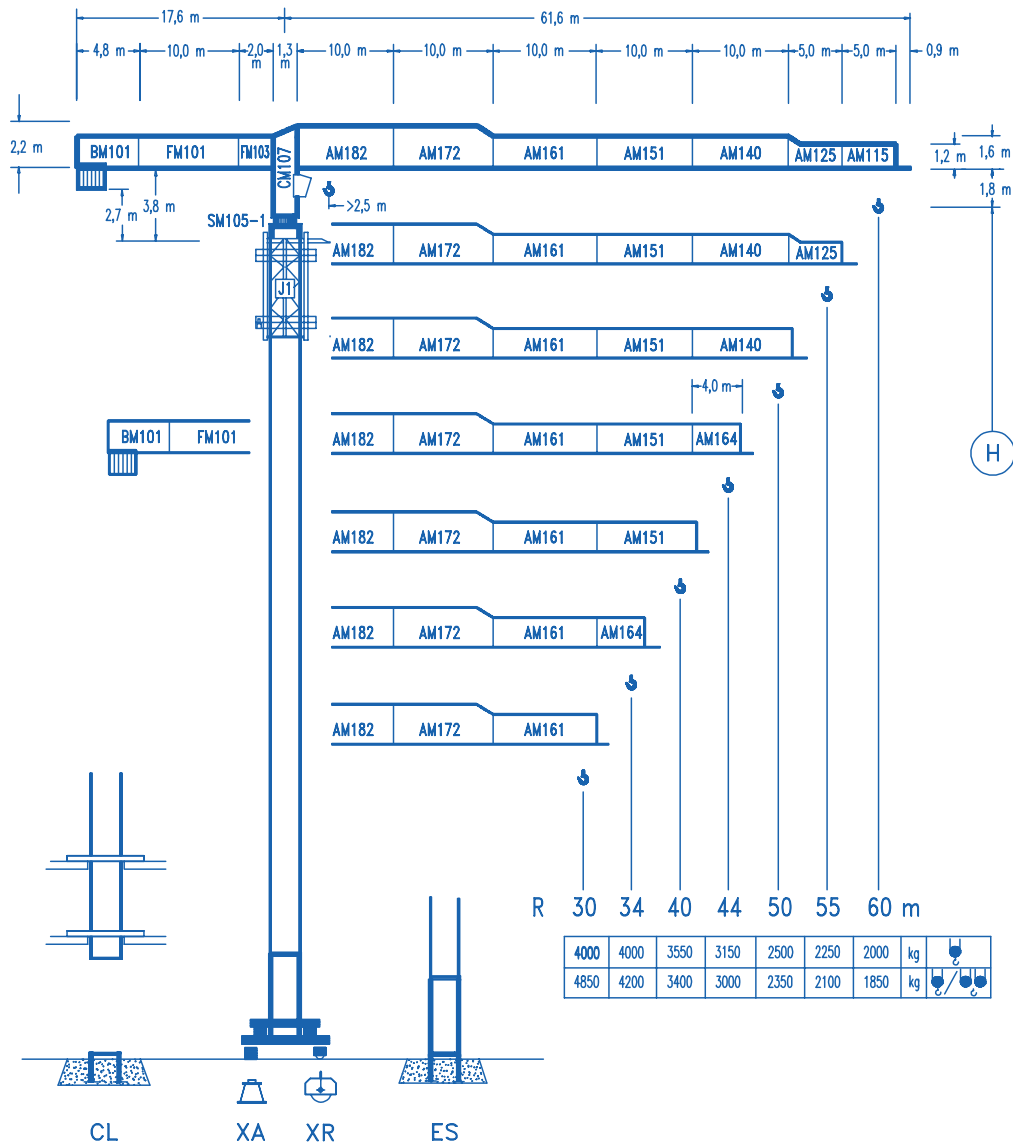 17,6 m 61,6 m
4,8 m 10,0 m 2,0 m 1,3 m 10,0 m 10,0 m 10,0 m 10,0 m 10,0 m 5,0 m 5,0 m 0,9 m
2,2 m BM101 FM101 FM103 CM107 AM182 AM172 AM161 AM151 AM140 AM125 AM115 1,2 m 1,6 m
2,7 m 3,8 m >2,5 m 1,8 m
SM105-1
AM182 AM172 AM161 AM151 AM140 AM125
J1
AM182 AM172 AM161 AM151 AM140
4,0 m
BM101 FM101 AM182 AM172 AM161 AM151 AM164
H
AM182 AM172 AM161 AM151
AM182 AM172 AM161 AM164
AM182 AM172 AM161
R 30 34 40 44 50 55 60 m
4000 4000 3550 3150 2500 2250 2000 kg
4850 4200 3400 3000 2350 2100 1850 kg /
CL XA XR ES